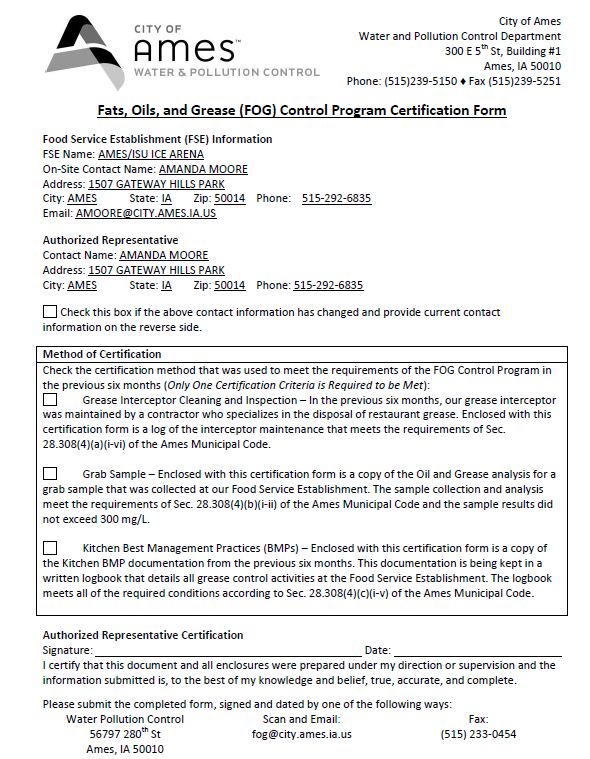 CITY OF
Ames™
WATER & POLLUTION CONTROL
City of Ames
Water and Pollution Control Department
300 E 5th St, Building #1
Ames, IA 50010
Phone: (515)239-5150 ♦ Fax (515)239-5251
Fats, Oils, and Grease (FOG) Control Program Certification Form
Food Service Establishment (FSE) Information
FSE Name: AMES/ISU ICE ARENA
On-Site Contact Name: AMANDA MOORE
Address: 1507 GATEWAY HILLS PARK
City: AMES State: IA Zip: 50014 Phone: 515-292-6835
Email: AMOORE@CITY.AMES.IA.US
Authorized Representative
Contact Name: AMANDA MOORE
Address: 1507 GATEWAY HILLS PARK
City: AMES State: IA Zip: 50014 Phone: 515-292-6835
Check this box if the above contact information has changed and provide current contact
information on the reverse side.
Method of Certification
Check the certification method that was used to meet the requirements of the FOG Control Program in
the previous six months (Only One Certification Criteria is Required to be Met):
Grease Interceptor Cleaning and Inspection – In the previous six months, our grease interceptor
was maintained by a contractor who specializes in the disposal of restaurant grease. Enclosed with this
certification form is a log of the interceptor maintenance that meets the requirements of Sec.
28.308(4)(a)(i-vi) of the Ames Municipal Code.
Grab Sample – Enclosed with this certification form is a copy of the Oil and Grease analysis for a
grab sample that was collected at our Food Service Establishment. The sample collection and analysis
meet the requirements of Sec. 28.308(4)(b)(i-ii) of the Ames Municipal Code and the sample results did
not exceed 300 mg/L.
Kitchen Best Management Practices (BMPs) – Enclosed with this certification form is a copy of
the Kitchen BMP documentation from the previous six months. This documentation is being kept in a
written logbook that details all grease control activities at the Food Service Establishment. The logbook
meets all of the required conditions according to Sec. 28.308(4)(c)(i-v) of the Ames Municipal Code.
Authorized Representative Certification
Signature: Date:
I certify that this document and all enclosures were prepared under my direction or supervision and the
information submitted is, to the best of my knowledge and belief, true, accurate, and complete.
Please submit the completed form, signed and dated by one of the following ways:
Water Pollution Control Scan and Email: Fax:
56797 280th St fog@city.ames.ia.us (515) 233-0454
Ames, IA 50010